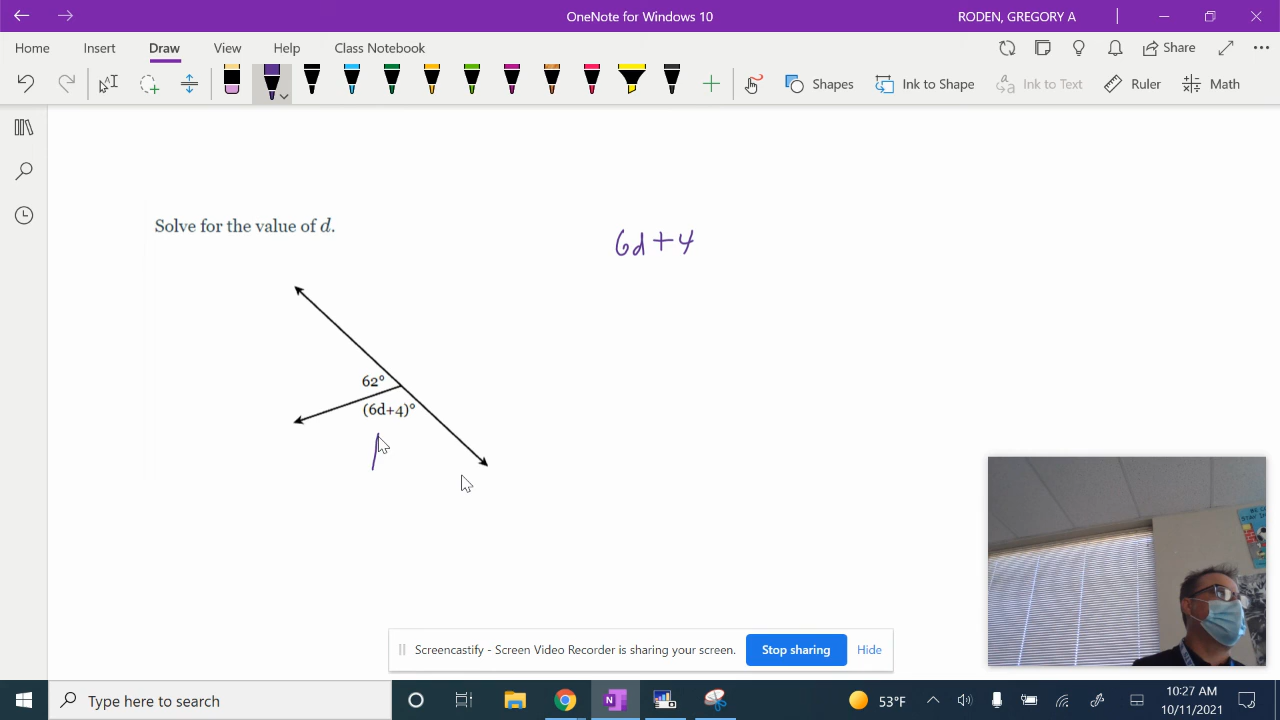 OneNote for Windows 10
RODEN, GREGORY A
Home Insert Draw View Help Class Notebook
Share
Shapes Ink to Shape Ink to Text Ruler Math
Solve for the value of d.
6d+4
62°
(6d+4)°
Screencastify - Screen Video Recorder is sharing your screen. Stop sharing Hide
Type here to search
53°F
10:27 AM
10/11/2021